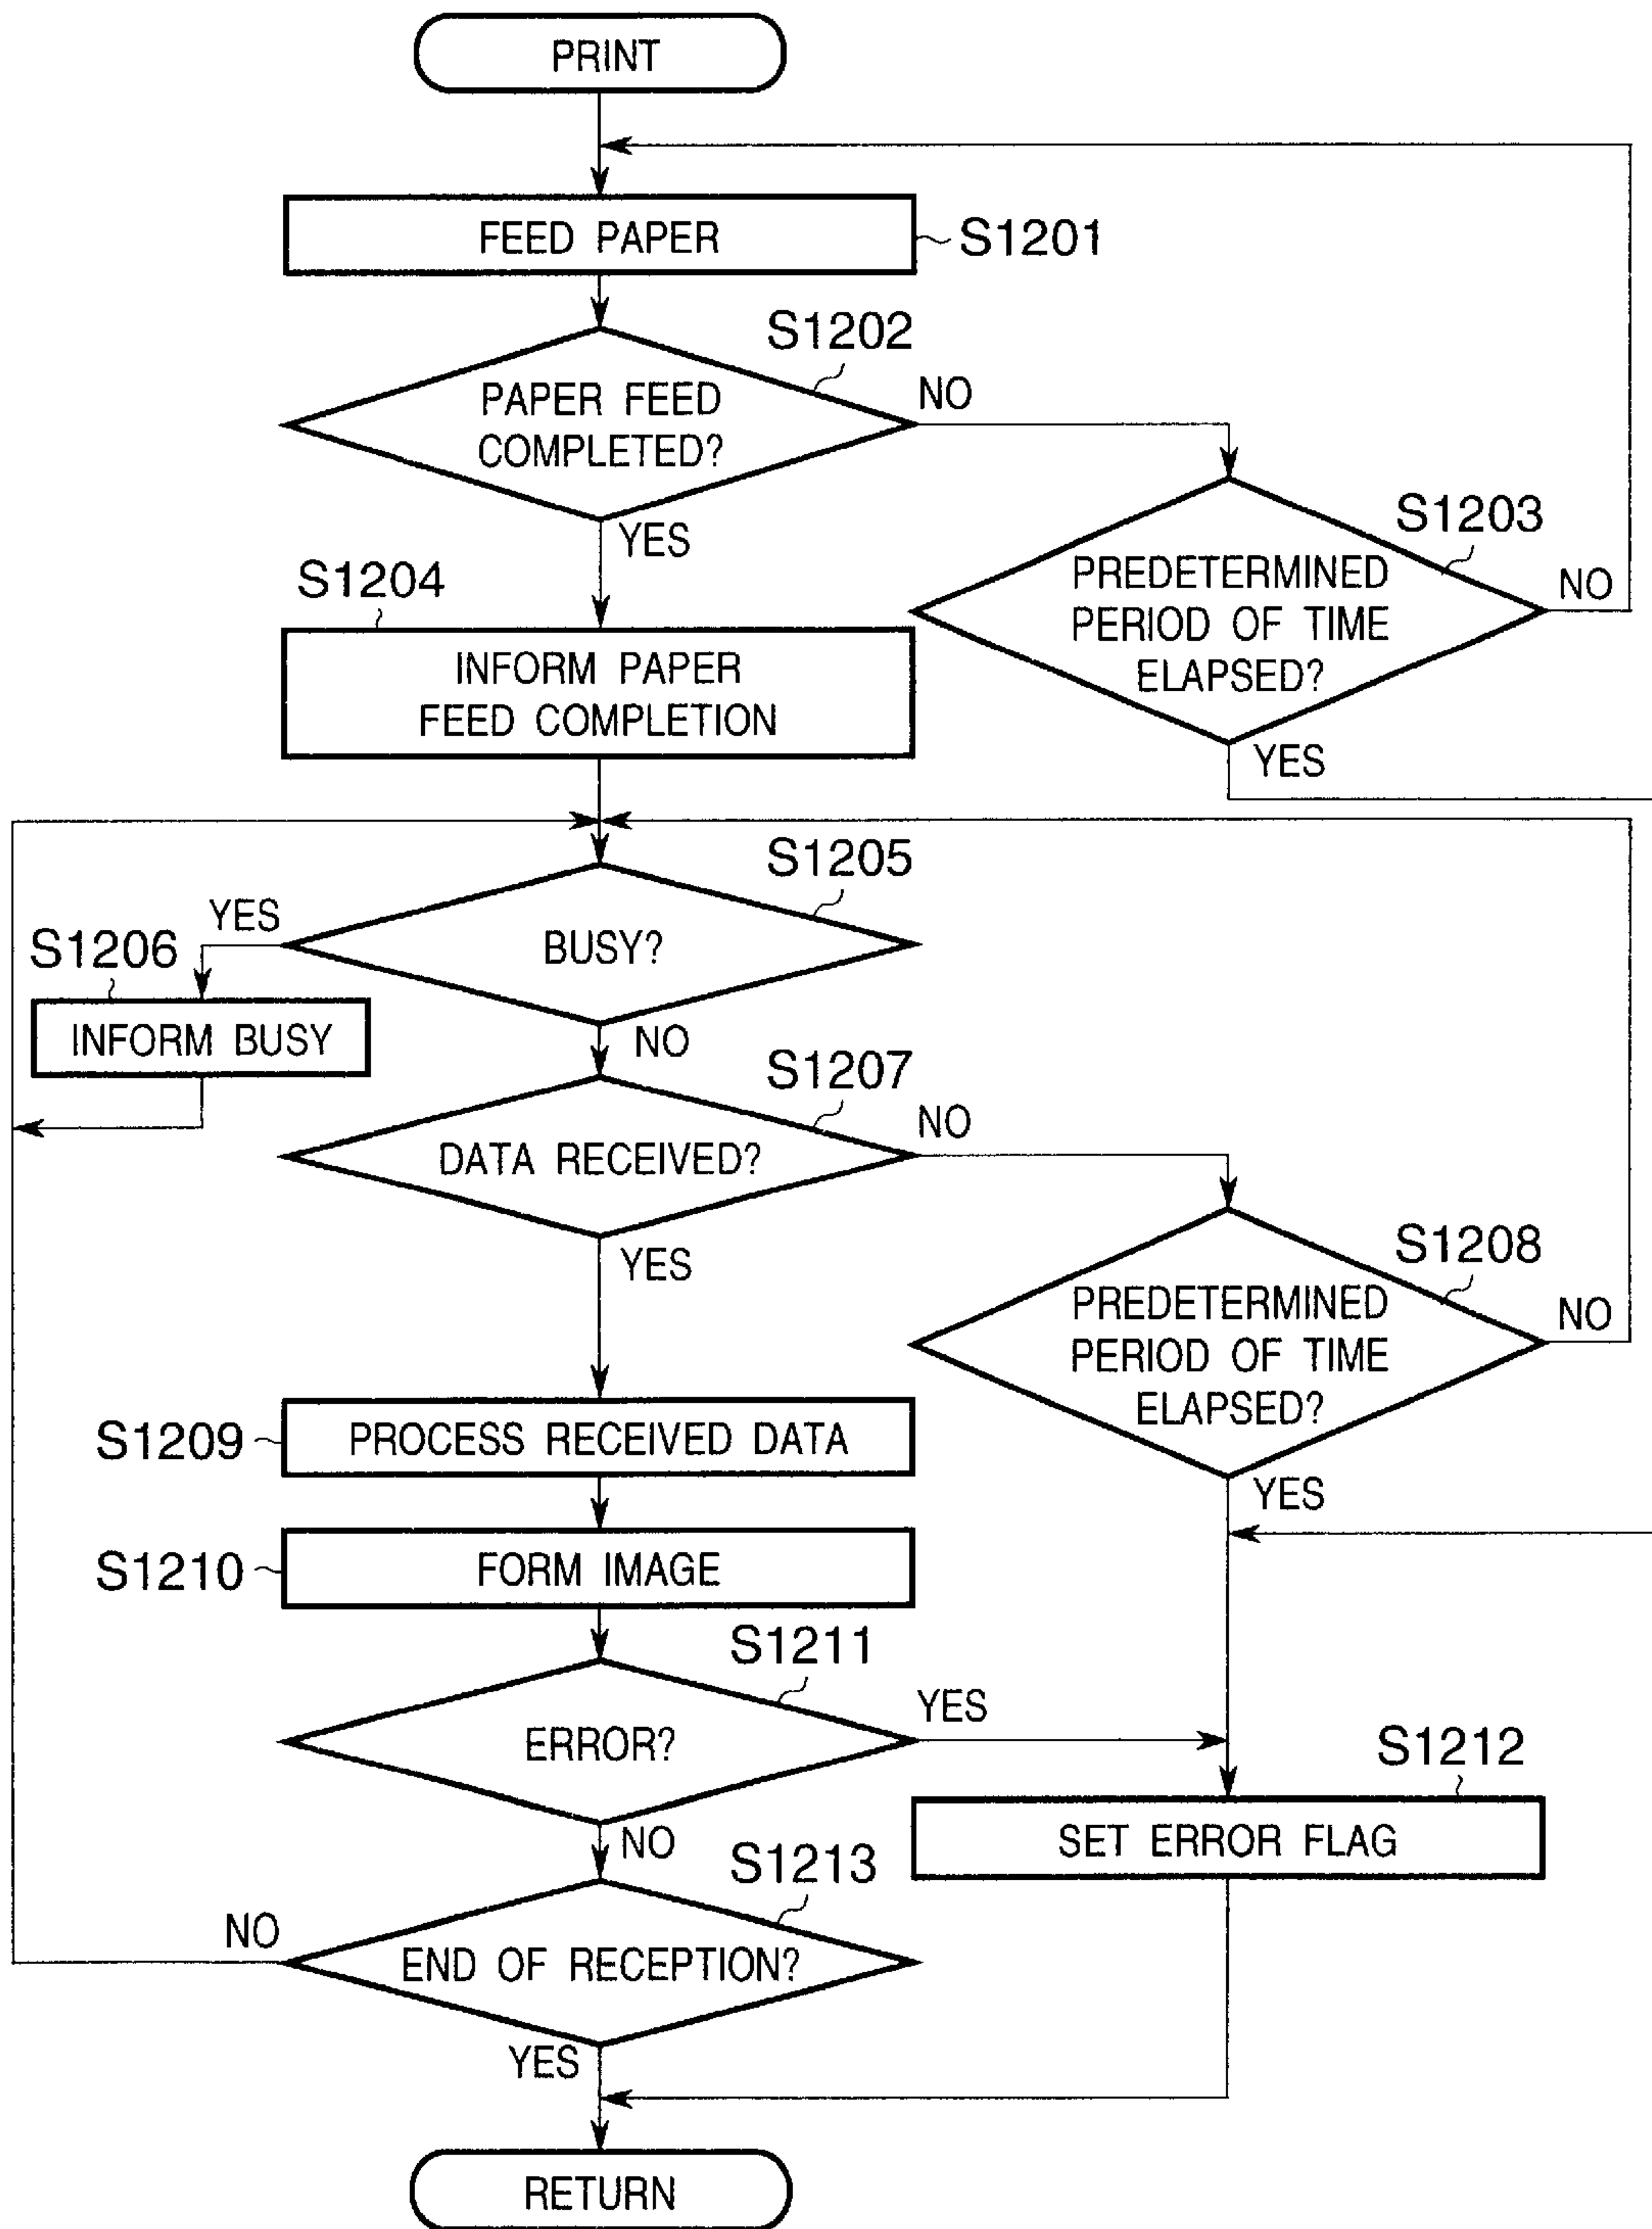 PRINT
FEED PAPER
S1201
S1202
PAPER FEED
COMPLETED?
NO
YES
S1203
PREDETERMINED
PERIOD OF TIME
ELAPSED?
NO
YES
S1204
INFORM PAPER
FEED COMPLETION
S1205
BUSY?
YES
S1206
INFORM BUSY
NO
S1207
DATA RECEIVED?
NO
YES
S1208
PREDETERMINED
PERIOD OF TIME
ELAPSED?
NO
YES
S1209
PROCESS RECEIVED DATA
S1210
FORM IMAGE
S1211
ERROR?
YES
NO
S1212
SET ERROR FLAG
S1213
END OF RECEPTION?
NO
YES
RETURN